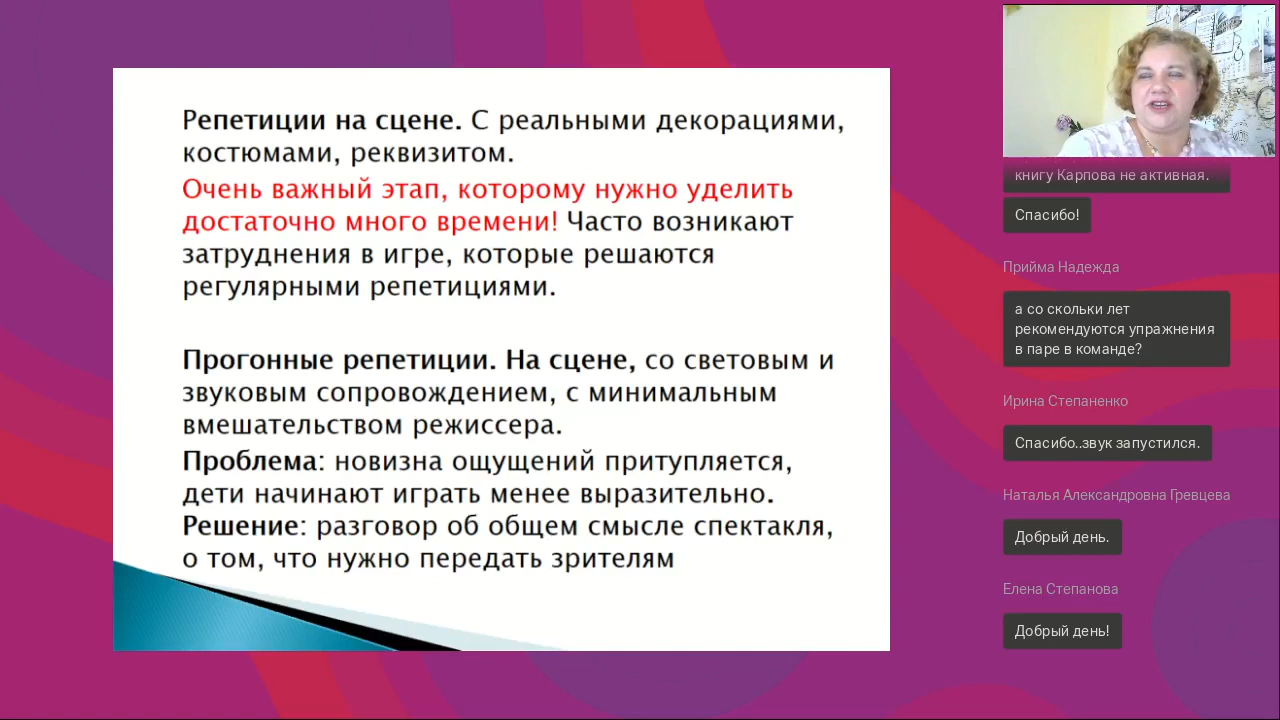 Репетиции на сцене. С реальными декорациями,
костюмами, реквизитом.
Очень важный этап, которому нужно уделить
достаточно много времени! Часто возникают
затруднения в игре, которые решаются
регулярными репетициями.
Прогонные репетиции. На сцене, со световым и
звуковым сопровождением, с минимальным
вмешательством режиссера.
Проблема: новизна ощущений притупляется,
дети начинают играть менее выразительно.
Решение: разговор об общем смысле спектакля,
о том, что нужно передать зрителям
книгу Карпова не активная.
Спасибо!
Прийма Надежда
а со скольки лет
рекомендуются упражнения
в паре в команде?
Ирина Степаненко
Спасибо..звук запустился.
Наталья Александровна Гревцева
Добрый день.
Елена Степанова
Добрый день!